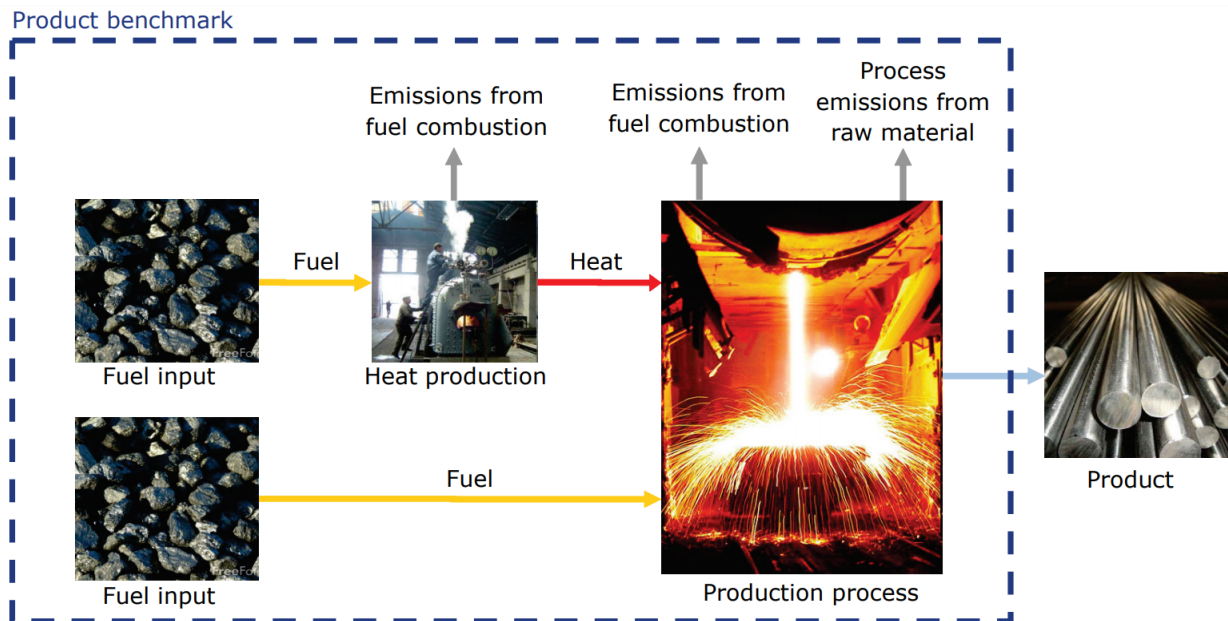 Product benchmark
Emissions from
fuel combustion
Emissions from
fuel combustion
Process
emissions from
raw material
Fuel
Heat
Fuel input
Heat production
Fuel
Product
Fuel input
Production process